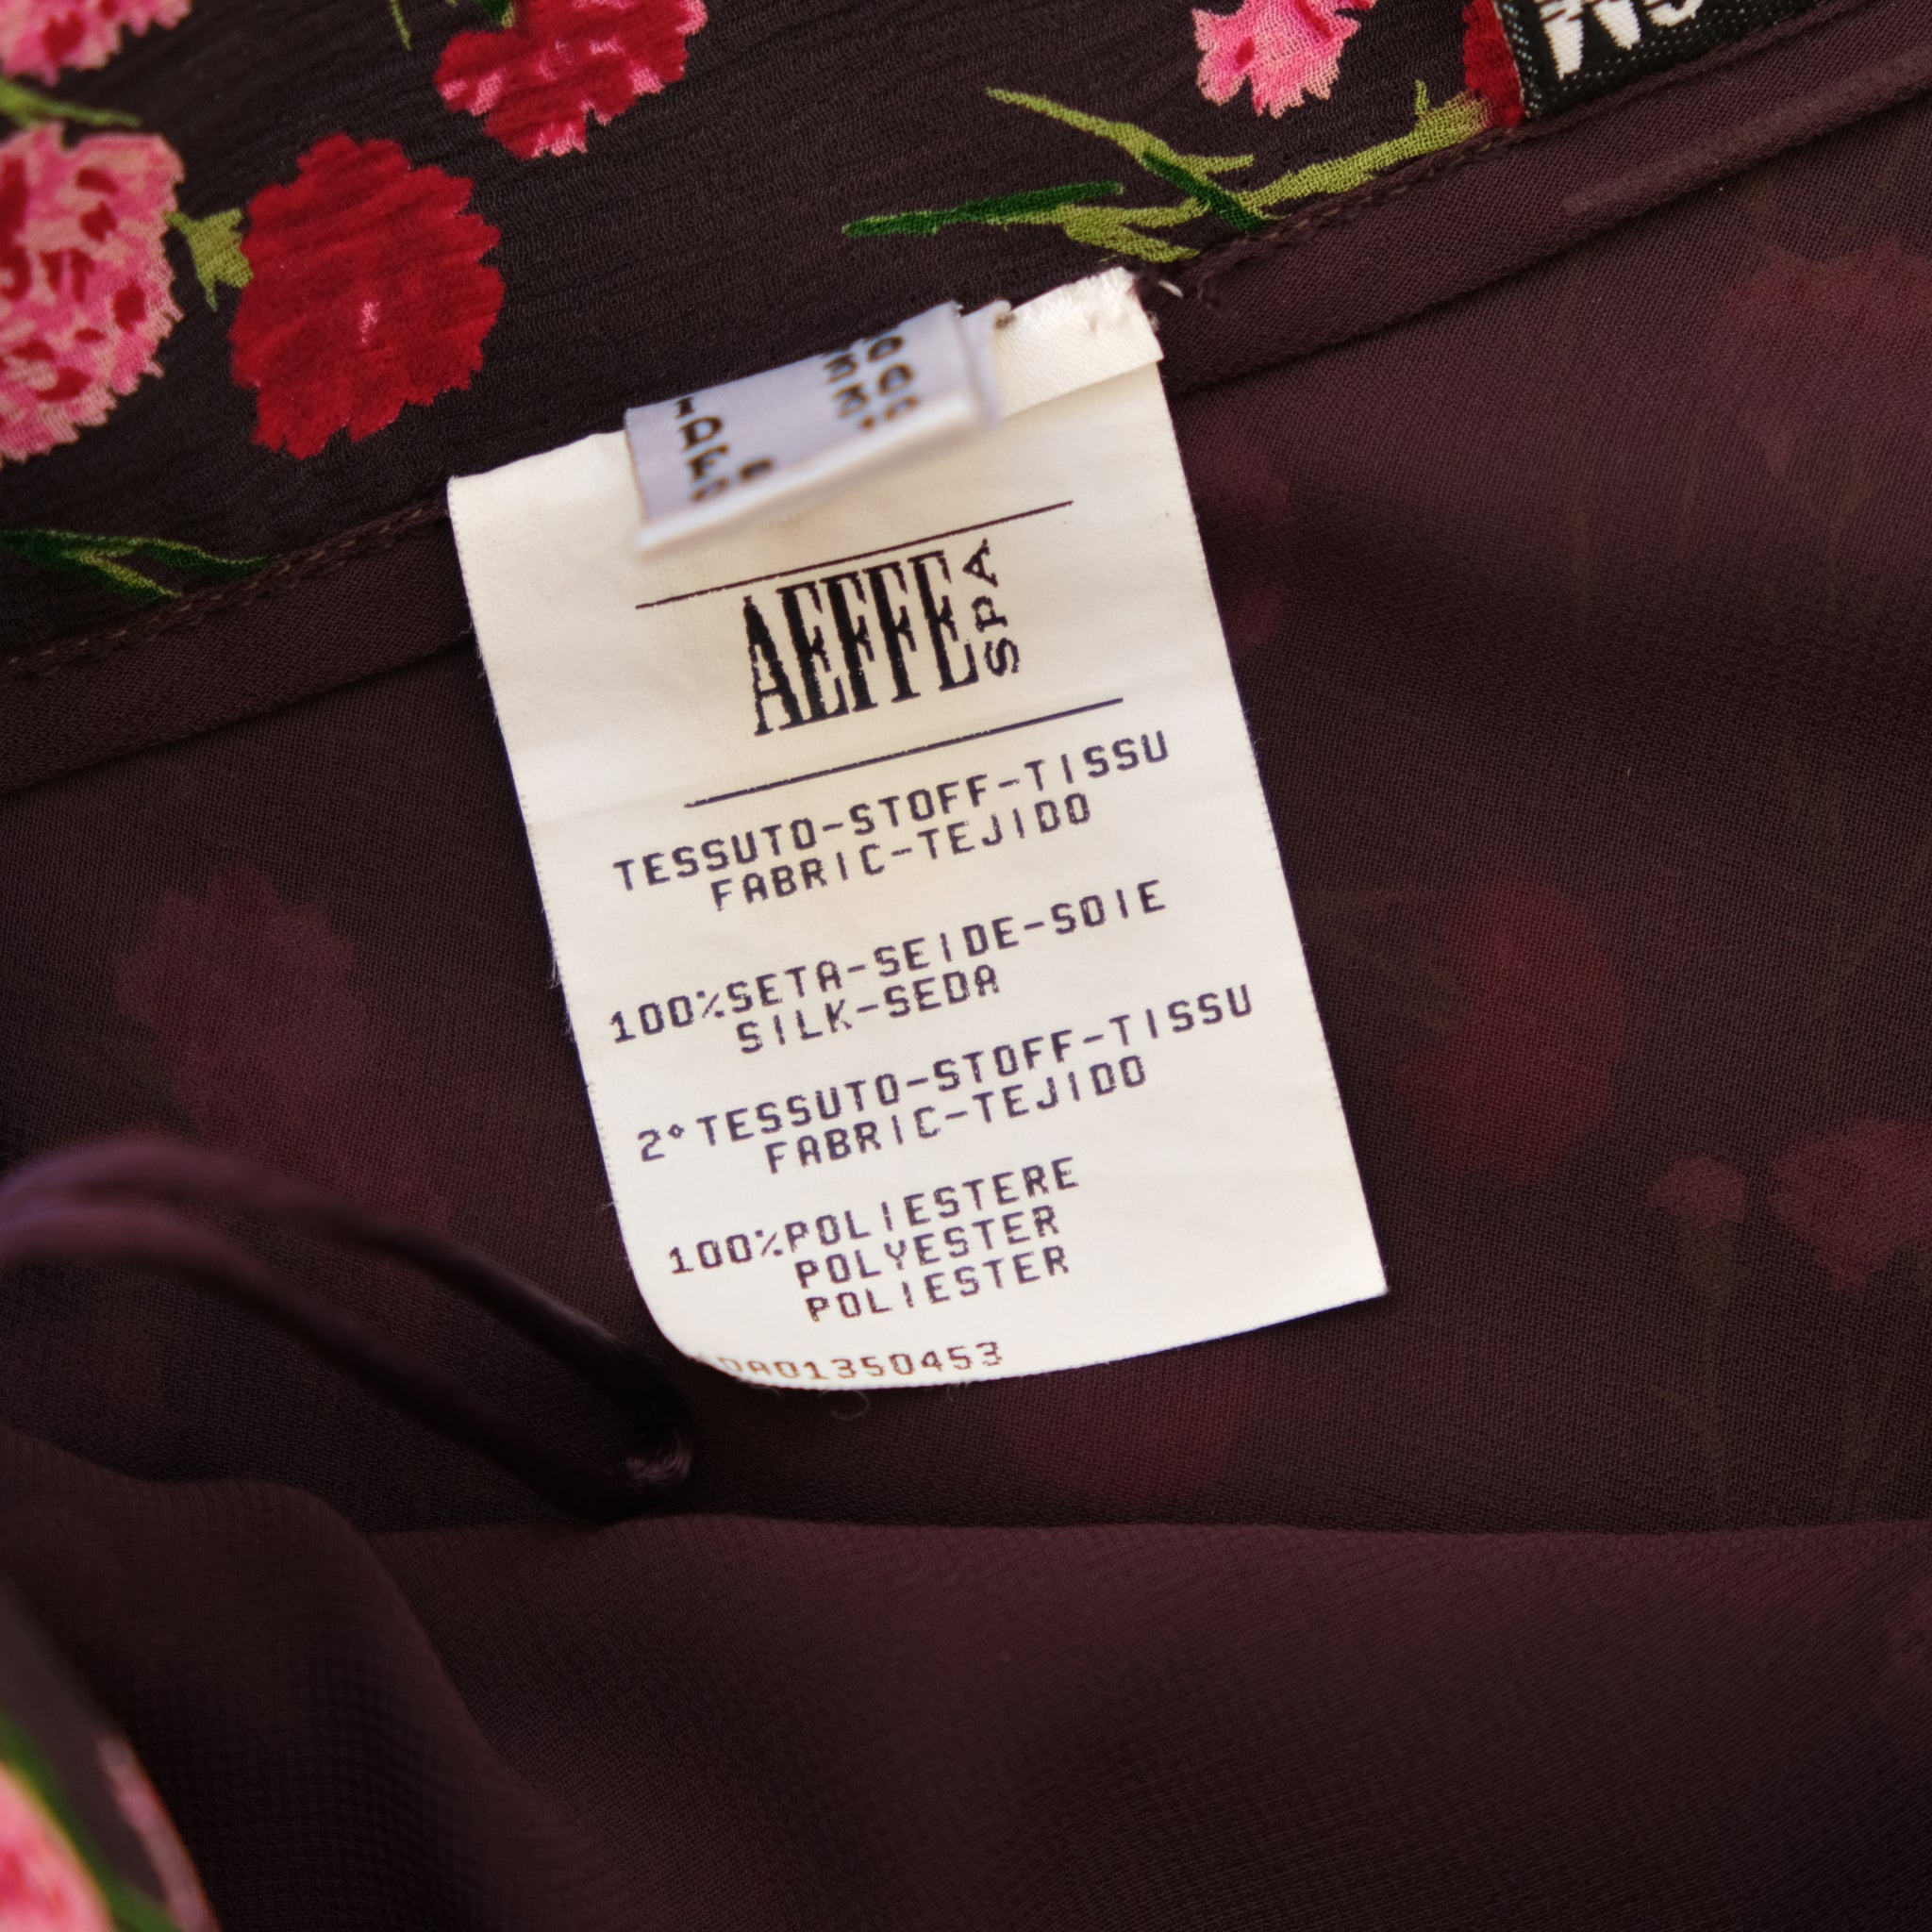 AEFFE SPA
TESSUTO-STOFF-TISSU
FABRIC-TEJIDO
100%SETA-SEIDE-SOIE
SILK-SEDA
2°TESSUTO-STOFF-TISSU
FABRIC-TEJIDO
100%POLIESTERE
POLYESTER
POLIESTER
DA01350453